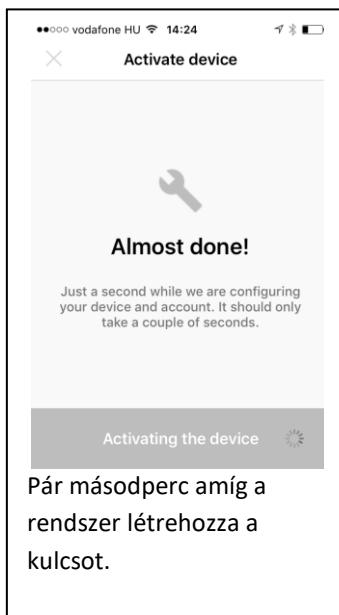 vodafone HU 14:24
Activate device
Almost done!
Just a second while we are configuring
your device and account. It should only
take a couple of seconds.
Activating the device
Pár másodperc amíg a
rendszer létrehozza a
kulcsot.